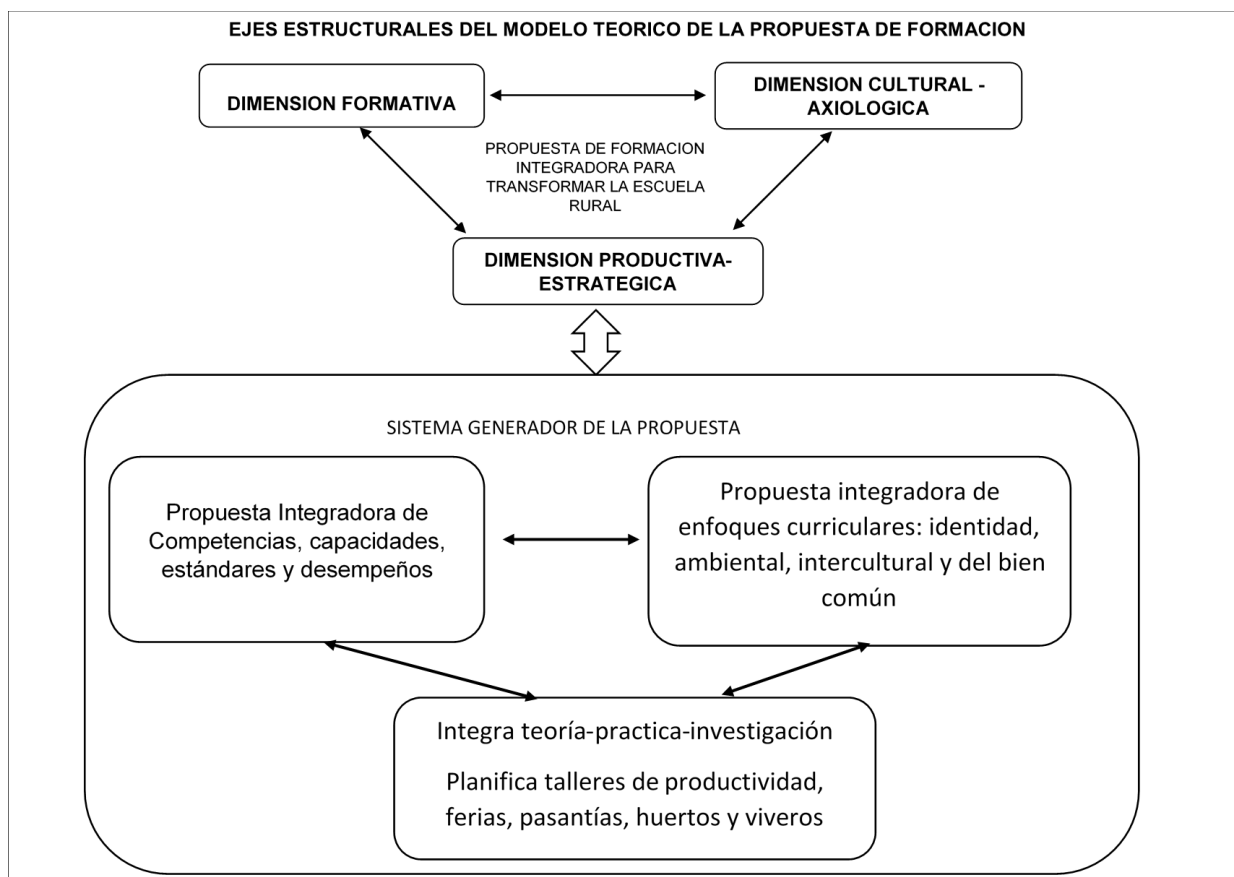 EJES ESTRUCTURALES DEL MODELO TEORICO DE LA PROPUESTA DE FORMACION
DIMENSION FORMATIVA
DIMENSION CULTURAL -
AXIOLOGICA
PROPUESTA DE FORMACION
INTEGRADORA PARA
TRANSFORMAR LA ESCUELA
RURAL
DIMENSION PRODUCTIVA-
ESTRATEGICA
SISTEMA GENERADOR DE LA PROPUESTA
Propuesta Integradora de
Competencias, capacidades,
estándares y desempeños
Propuesta integradora de
enfoques curriculares: identidad,
ambiental, intercultural y del bien
común
Integra teoría-practica-investigación
Planifica talleres de productividad,
ferias, pasantías, huertos y viveros